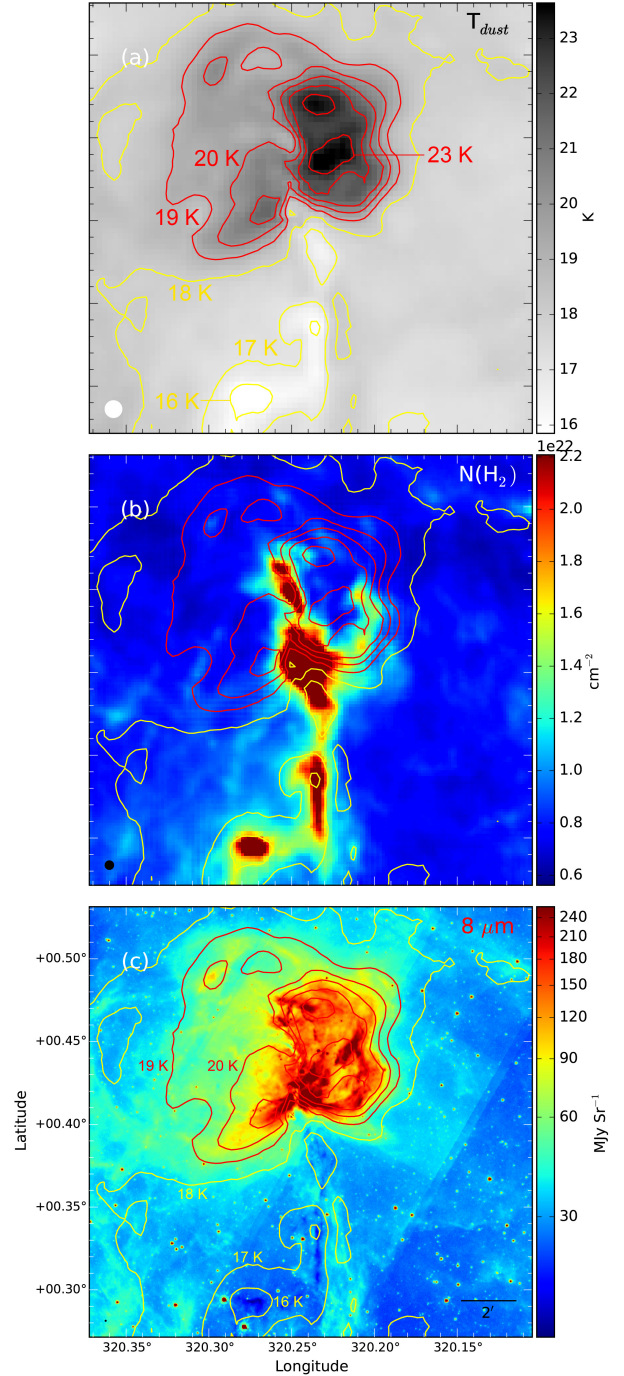 (a)
T_dust
20 K
23 K
19 K
18 K
17 K
16 K
23
22
21
20
19
18
17
16
K
(b)
N(H₂)
1e22
2.2
2.0
1.8
1.6
1.4
1.2
1.0
0.8
0.6
cm⁻²
(c)
8 μm
19 K
20 K
18 K
17 K
16 K
2′
+00.50°
+00.45°
+00.40°
+00.35°
+00.30°
Latitude
320.35°
320.30°
320.25°
320.20°
320.15°
Longitude
240
210
180
150
120
90
60
30
MJy Sr⁻¹